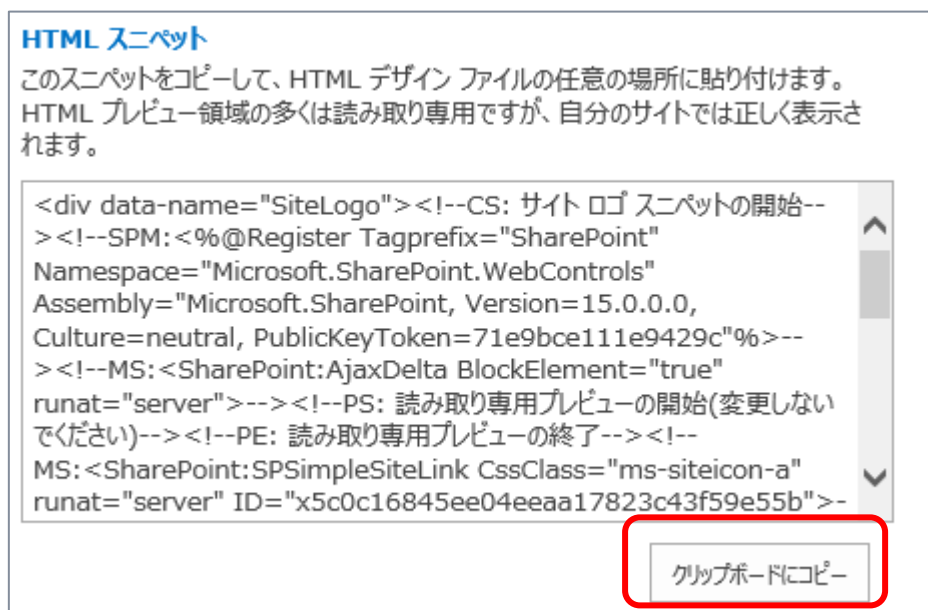 HTML スニペット
このスニペットをコピーして、HTML デザイン ファイルの任意の場所に貼り付けます。
HTML プレビュー領域の多くは読み取り専用ですが、自分のサイトでは正しく表示さ
れます。
<div data-name="SiteLogo"><!--CS: サイト ロゴ スニペットの開始--
><!--SPM:<%@Register Tagprefix="SharePoint"
Namespace="Microsoft.SharePoint.WebControls"
Assembly="Microsoft.SharePoint, Version=15.0.0.0,
Culture=neutral, PublicKeyToken=71e9bce111e9429c"%>--
><!--MS:<SharePoint:AjaxDelta BlockElement="true"
runat="server">--><!--PS: 読み取り専用プレビューの開始(変更しない
でください)--><!--PE: 読み取り専用プレビューの終了--><!--
MS:<SharePoint:SPSimpleSiteLink CssClass="ms-siteicon-a"
runat="server" ID="x5c0c16845ee04eeaa17823c43f59e55b">-
クリップボードにコピー